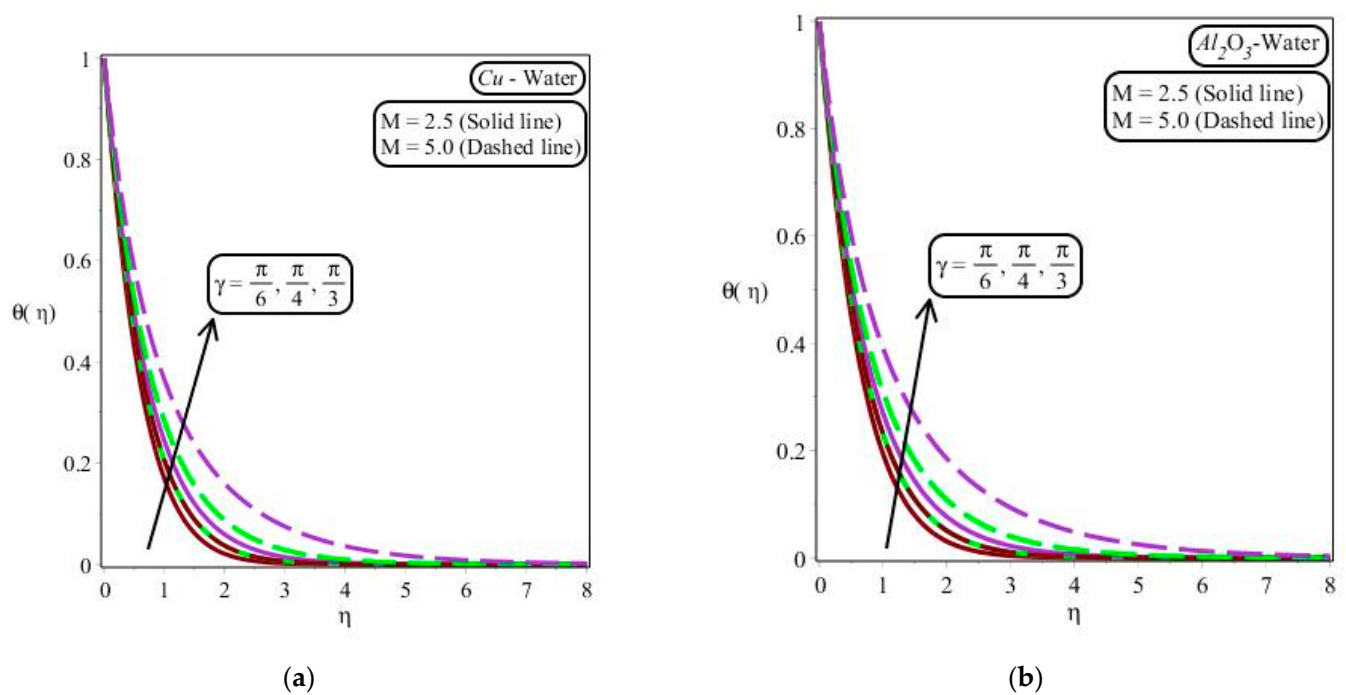 Cu - Water
M = 2.5 (Solid line)
M = 5.0 (Dashed line)
γ = π/6, π/4, π/3
θ( η)
1
0.8
0.6
0.4
0.2
0
0 1 2 3 4 5 6 7 8
η
(a)
Al₂O₃-Water
M = 2.5 (Solid line)
M = 5.0 (Dashed line)
γ = π/6, π/4, π/3
θ( η)
1
0.8
0.6
0.4
0.2
0
0 1 2 3 4 5 6 7 8
η
(b)